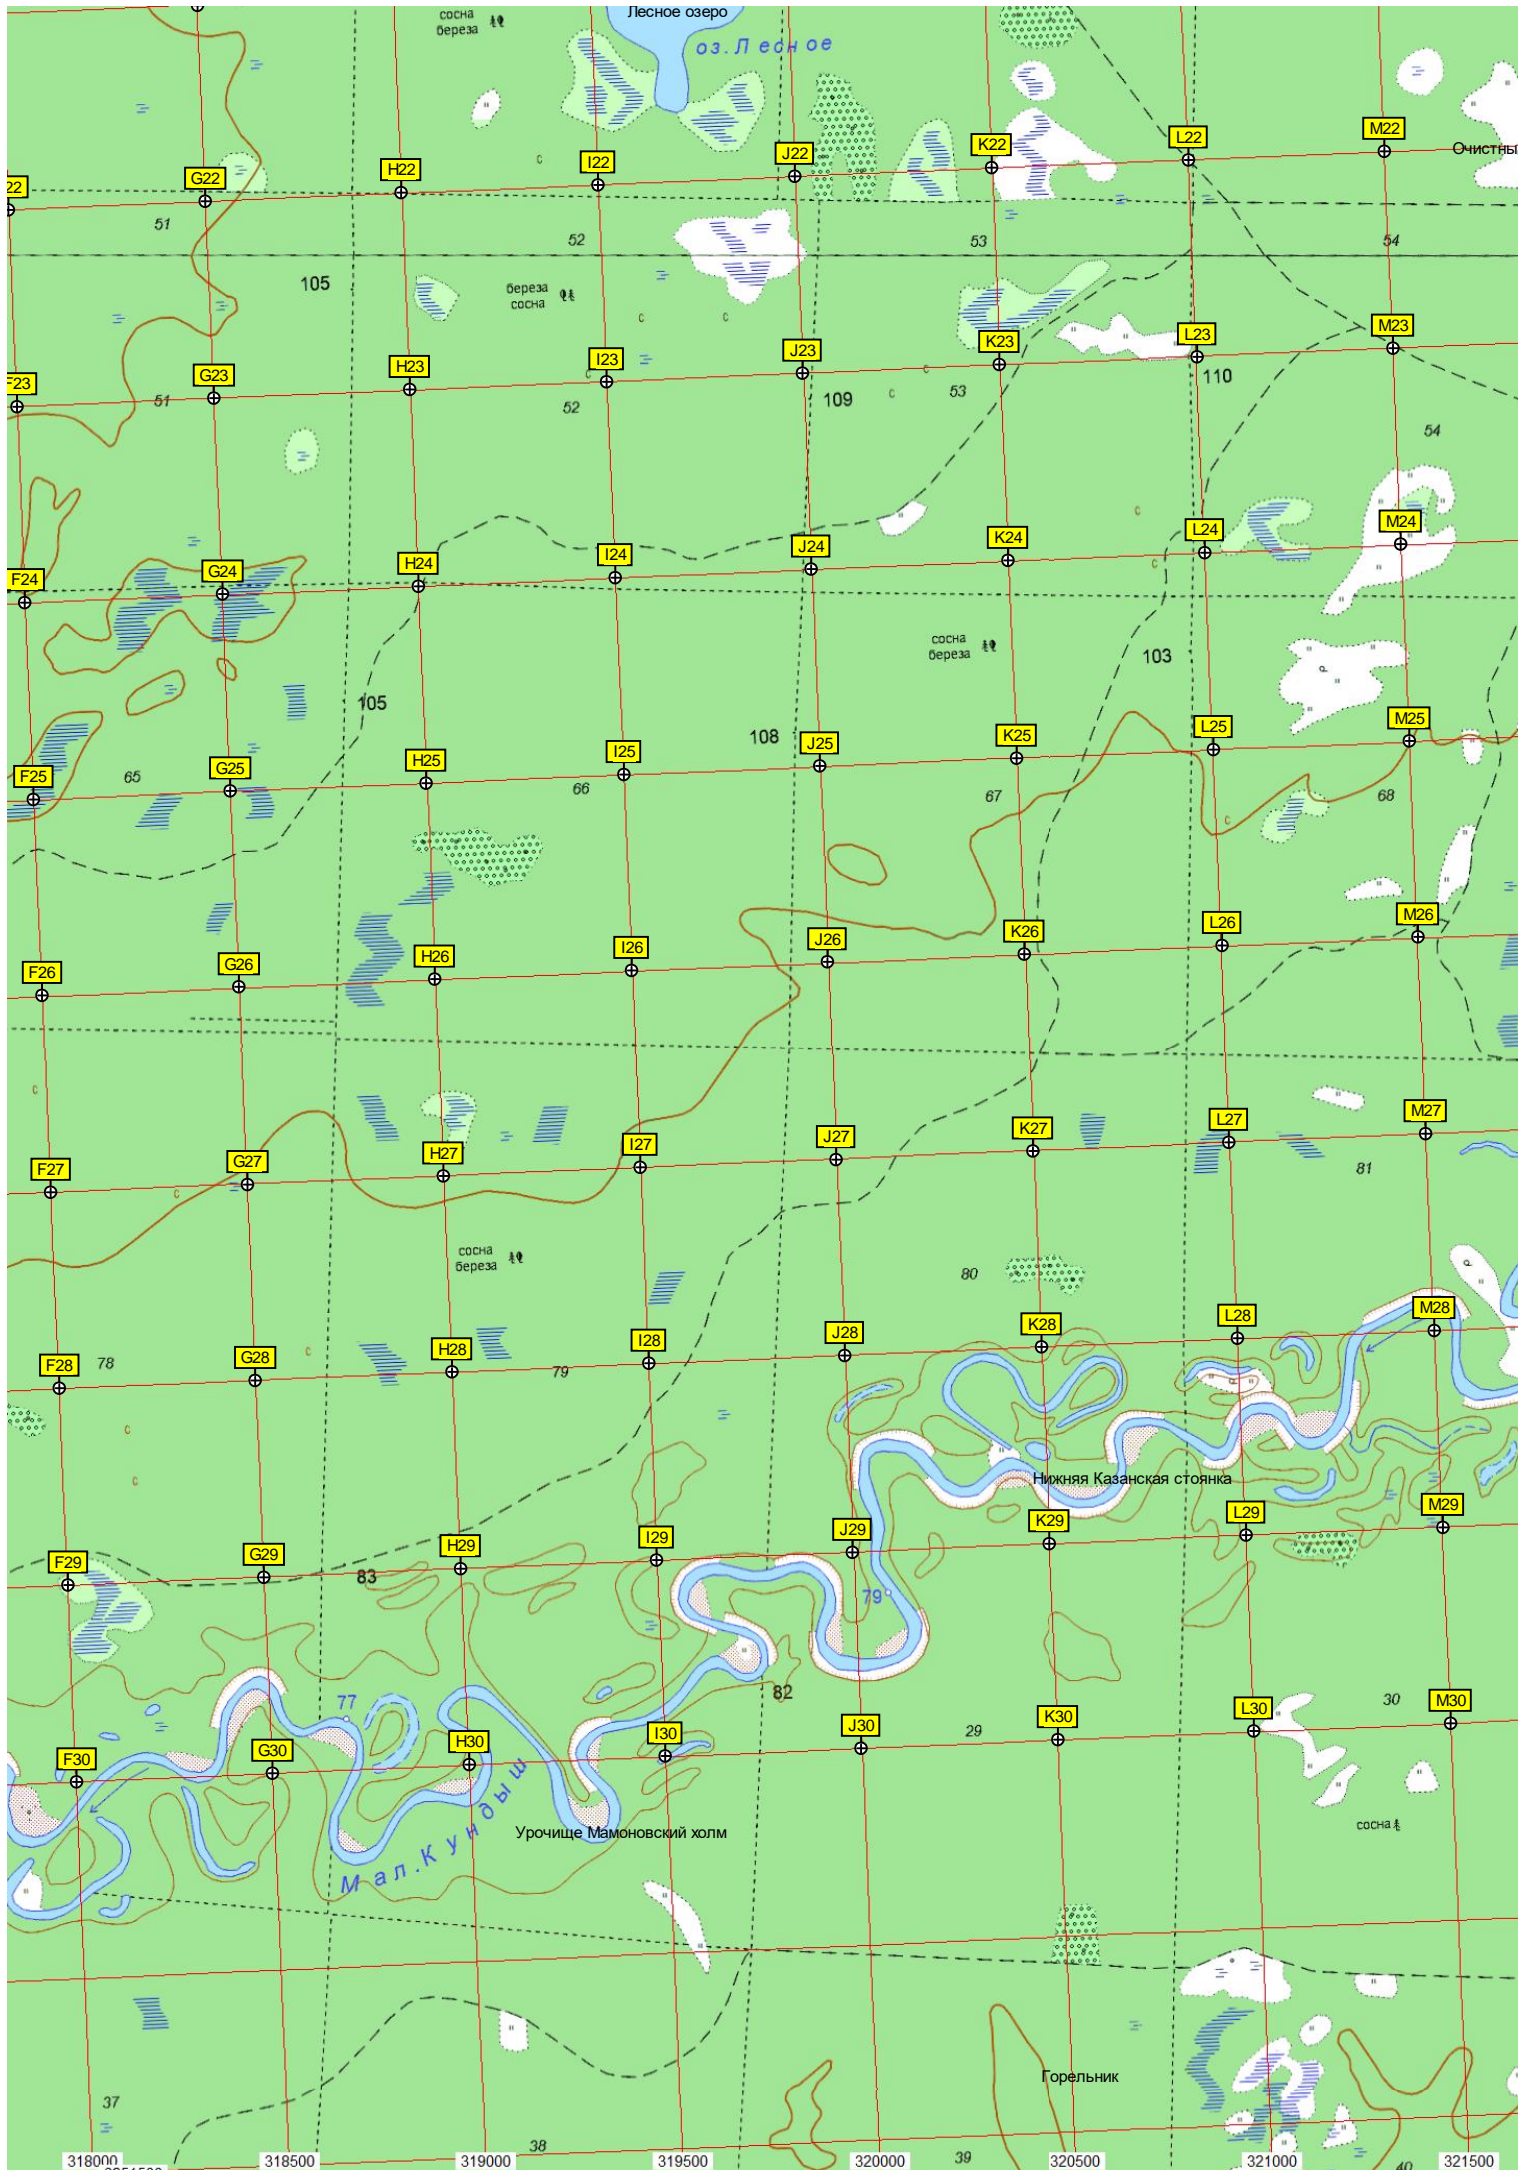 Лесное озеро
сосна
береза
оз. Лесное
M22
L22
Очистны
K22
J22
I22
H22
G22
22
51
52
53
54
105
береза
сосна
с
с
с
M23
L23
K23
J23
I23
H23
G23
F23
с
с
с
110
109
51
52
53
54
с
M24
L24
K24
J24
I24
H24
G24
F24
с
сосна
береза
103
105
108
M25
L25
K25
J25
I25
H25
G25
F25
65
66
67
68
с
M26
L26
K26
J26
I26
H26
G26
F26
с
M27
L27
K27
J27
I27
H27
G27
F27
с
81
сосна
береза
80
M28
L28
K28
J28
I28
H28
G28
F28
с
78
79
с
с
Нижняя Казанская стоянка
M29
L29
K29
J29
I29
H29
G29
F29
83
79
82
77
30
29
M30
L30
K30
J30
I30
H30
G30
F30
Мал. Кундыш
Урочище Мамоновский холм
сосна
Горельник
37
38
39
40
318000
318500
319000
319500
320000
320500
321000
321500